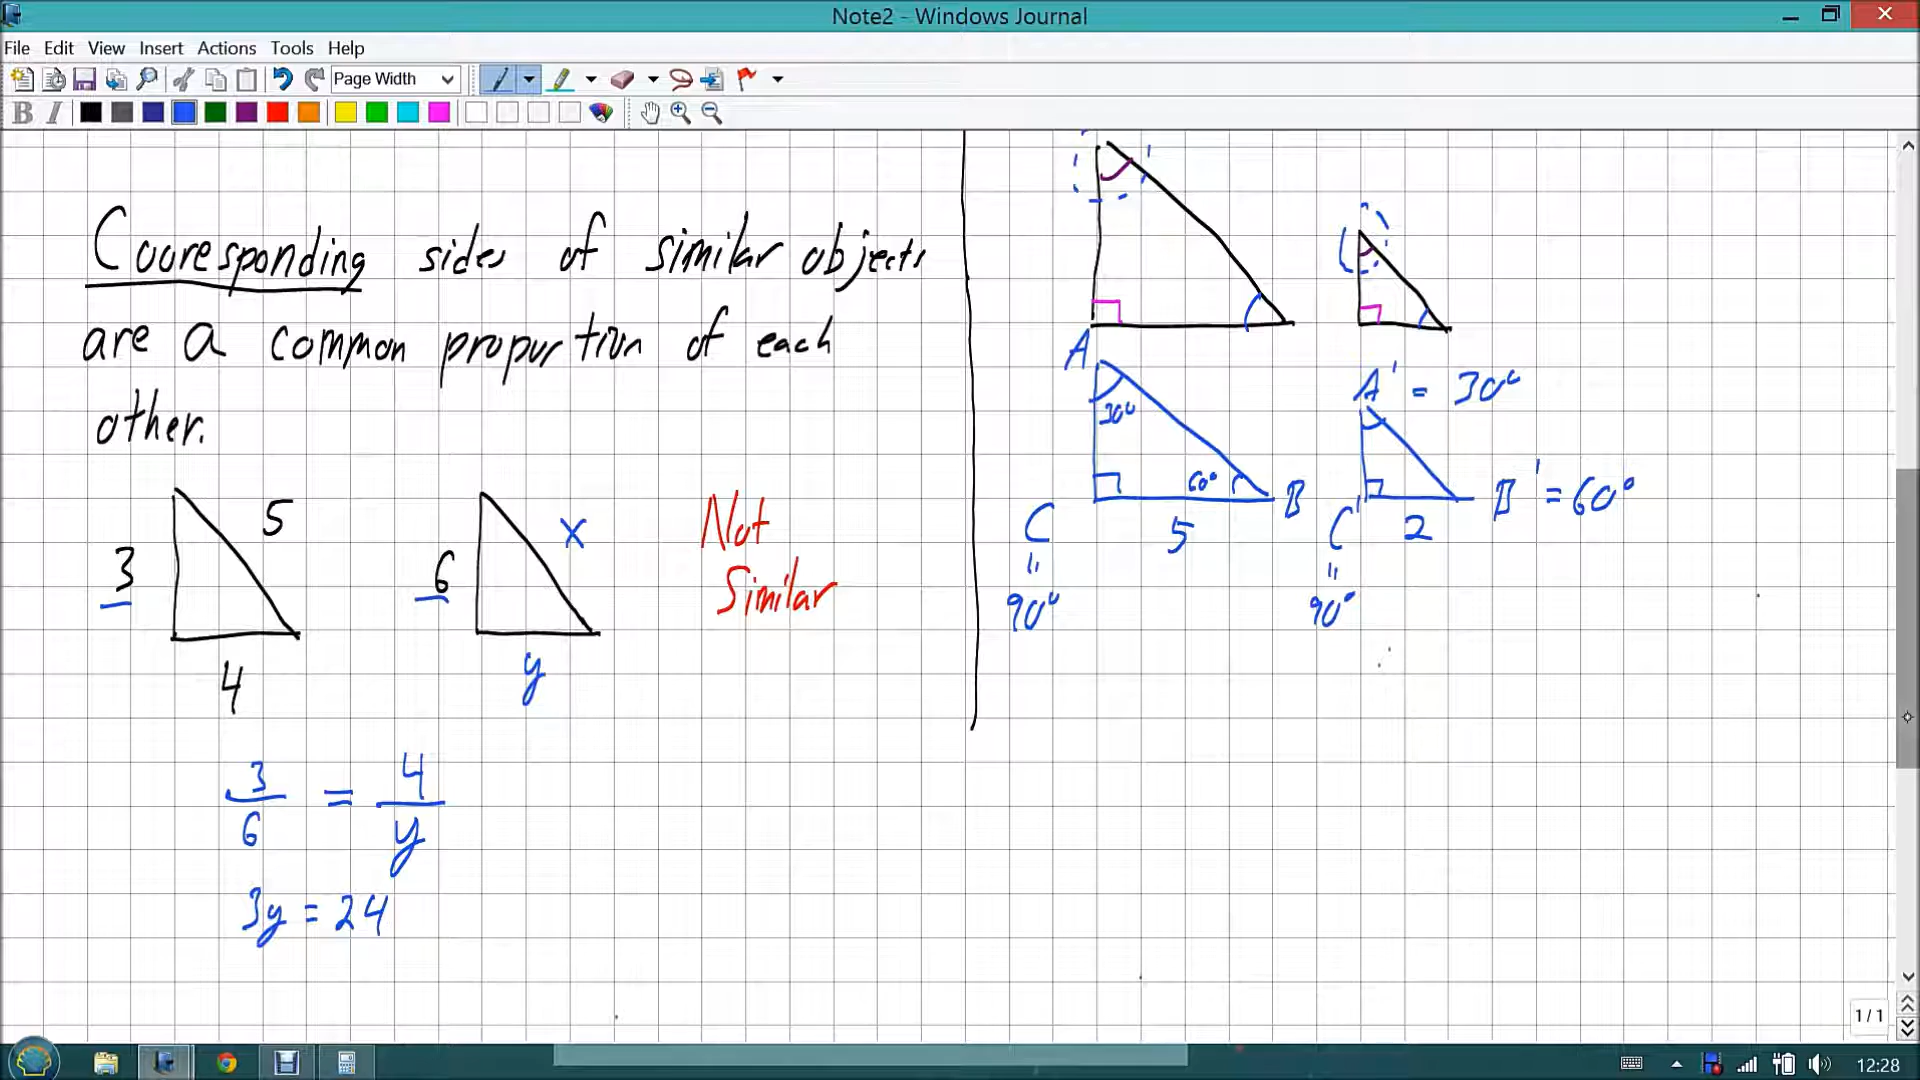 Note2 - Windows Journal
File Edit View Insert Actions Tools Help
Page Width
B I
Cooresponding sides of similar objects
are a common proportion of each
other.
3
5
4
6
x
y
Not
Similar
3/6 = 4/y
3y = 24
A
30°
60°
B
C
=
90°
5
A' = 30°
B' = 60°
C'
=
90°
2
1 / 1
12:28